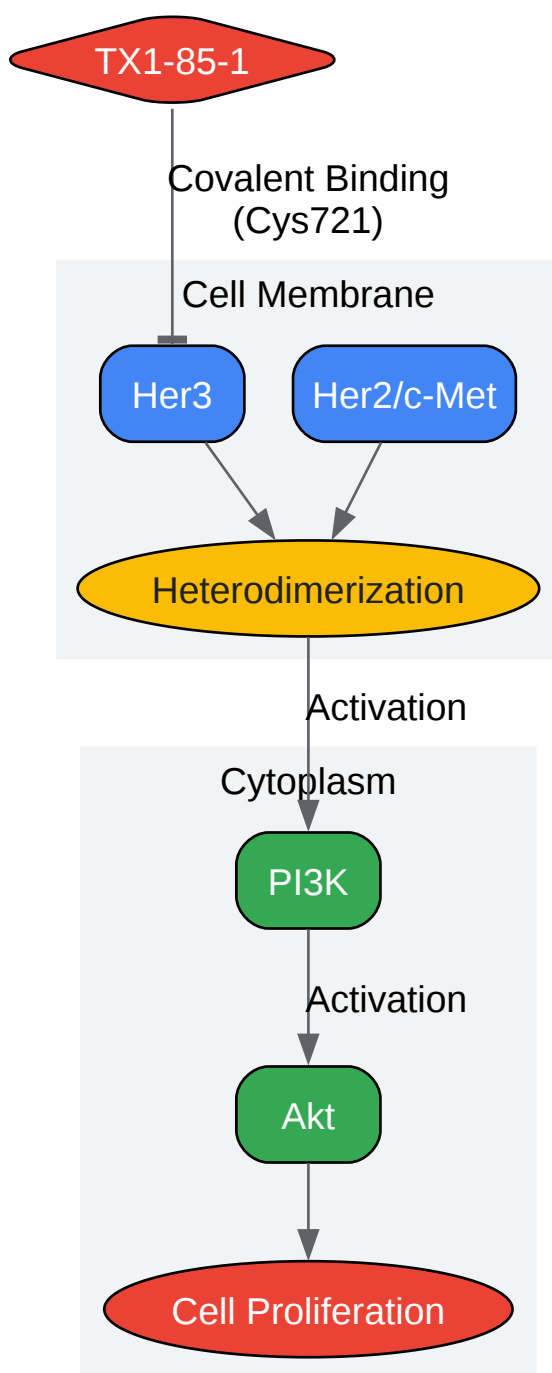 TX1-85-1
Covalent Binding
(Cys721)
Cell Membrane
Her3
Her2/c-Met
Heterodimerization
Activation
Cytoplasm
PI3K
Activation
Akt
Cell Proliferation